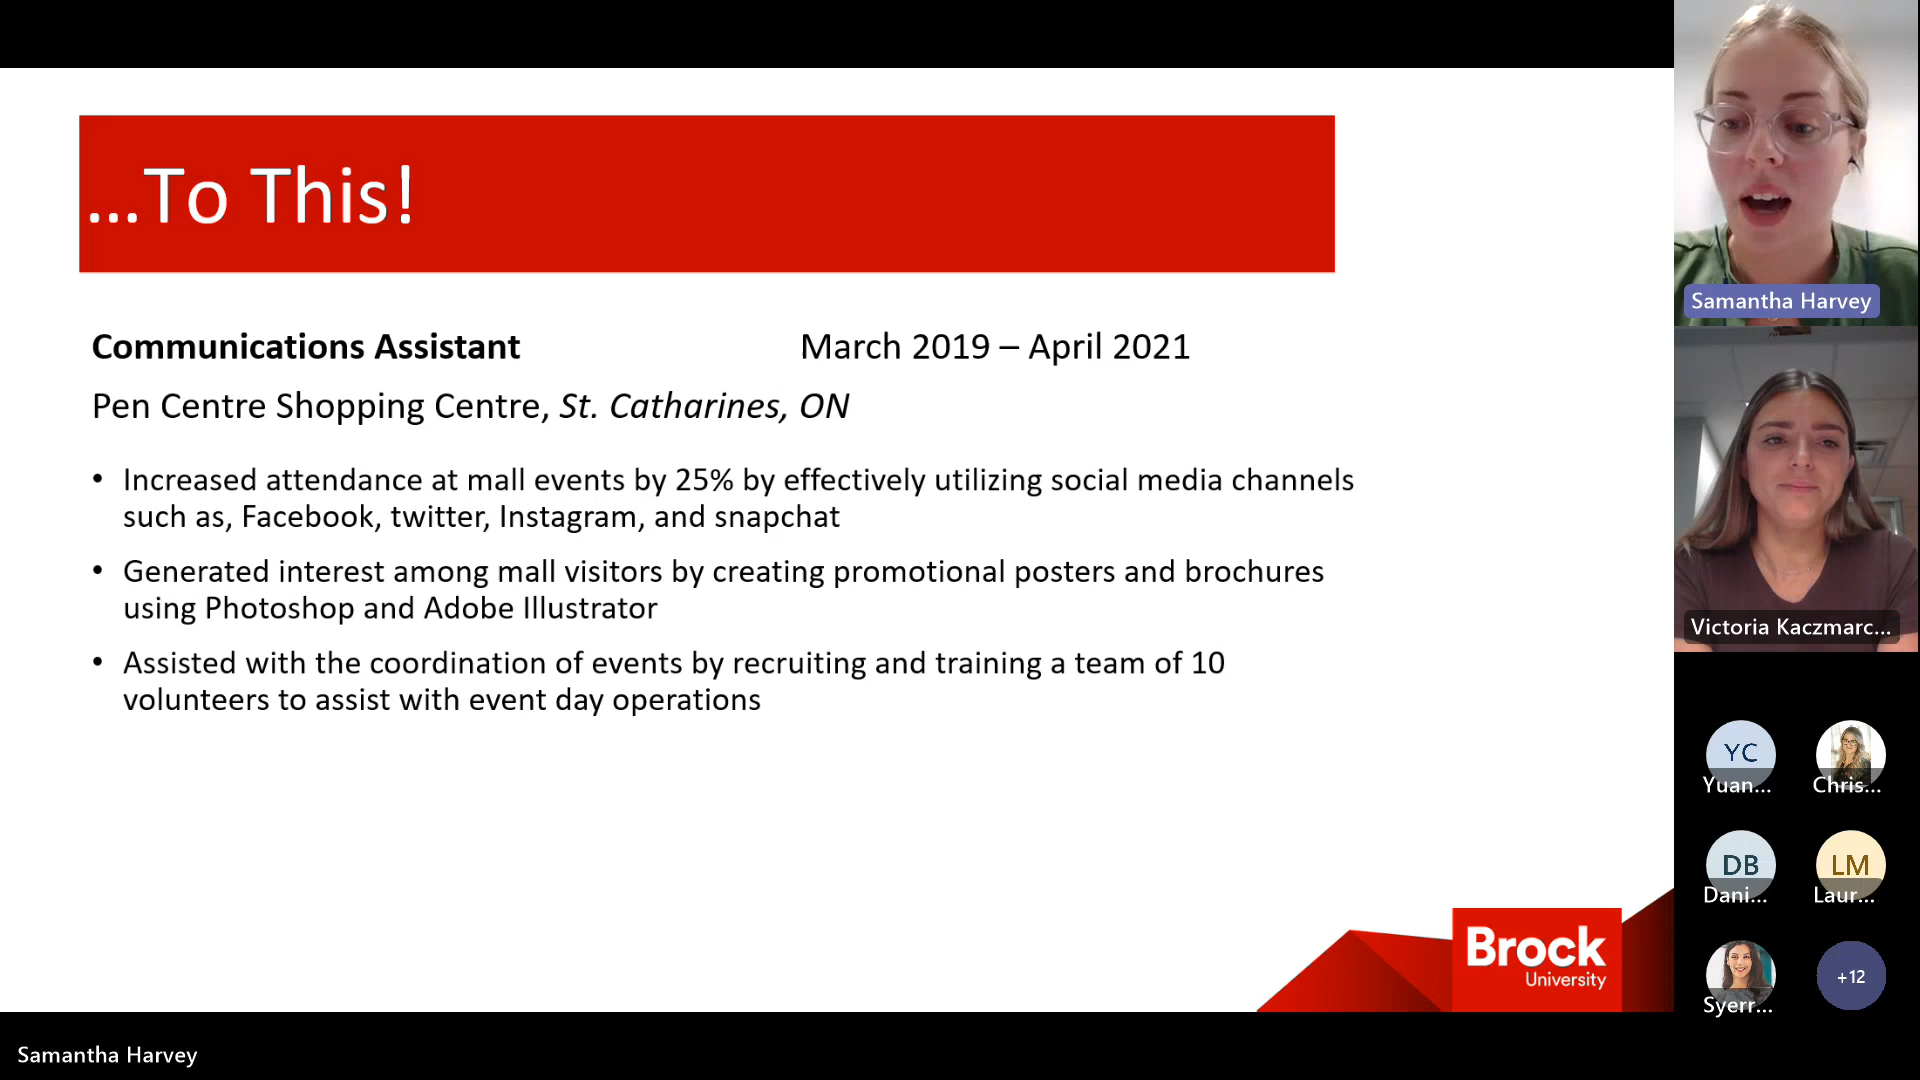 ...To This!
Communications Assistant March 2019 – April 2021
Pen Centre Shopping Centre, St. Catharines, ON
• Increased attendance at mall events by 25% by effectively utilizing social media channels
such as, Facebook, twitter, Instagram, and snapchat
• Generated interest among mall visitors by creating promotional posters and brochures
using Photoshop and Adobe Illustrator
• Assisted with the coordination of events by recruiting and training a team of 10
volunteers to assist with event day operations
Brock
University
Samantha Harvey
Victoria Kaczmarc...
YC
Yuan...
Chris...
DB
Dani...
LM
Laur...
Syerr...
+12
Samantha Harvey